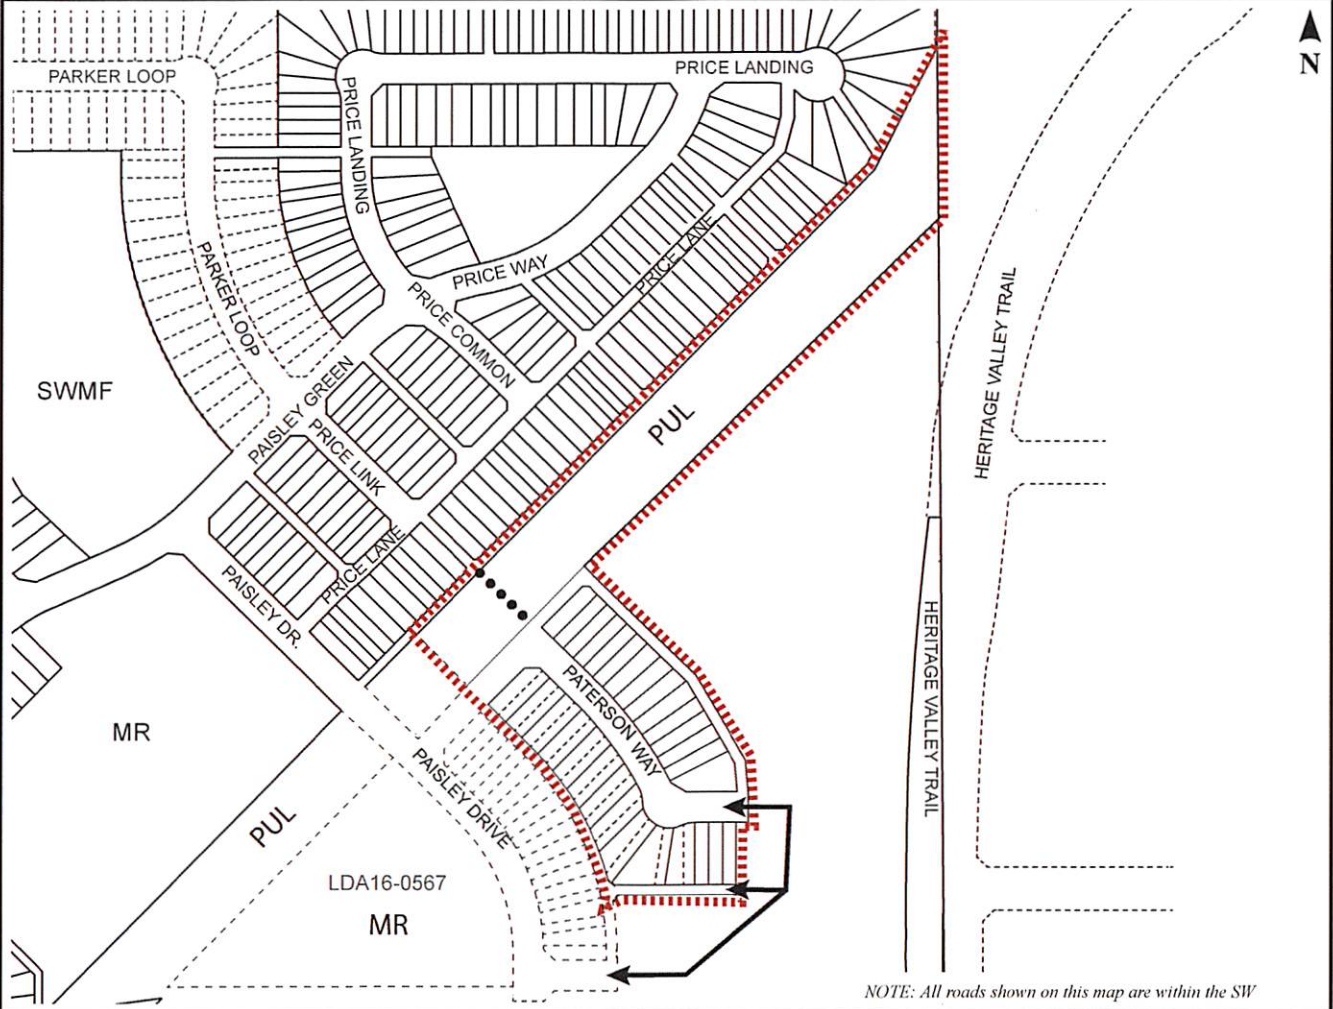 PARKER LOOP
PRICE LANDING
N
PRICE LANDING
PARKER LOOP
PRICE LANE
PRICE WAY
PRICE COMMON
HERITAGE VALLEY TRAIL
SWMF
PAISLEY GREEN
PUL
PRICE LINK
PRICE LANE
PAISLEY DR.
HERITAGE VALLEY TRAIL
PATERSON WAY
MR
PAISLEY DRIVE
PUL
LDA16-0567
MR
NOTE: All roads shown on this map are within the SW